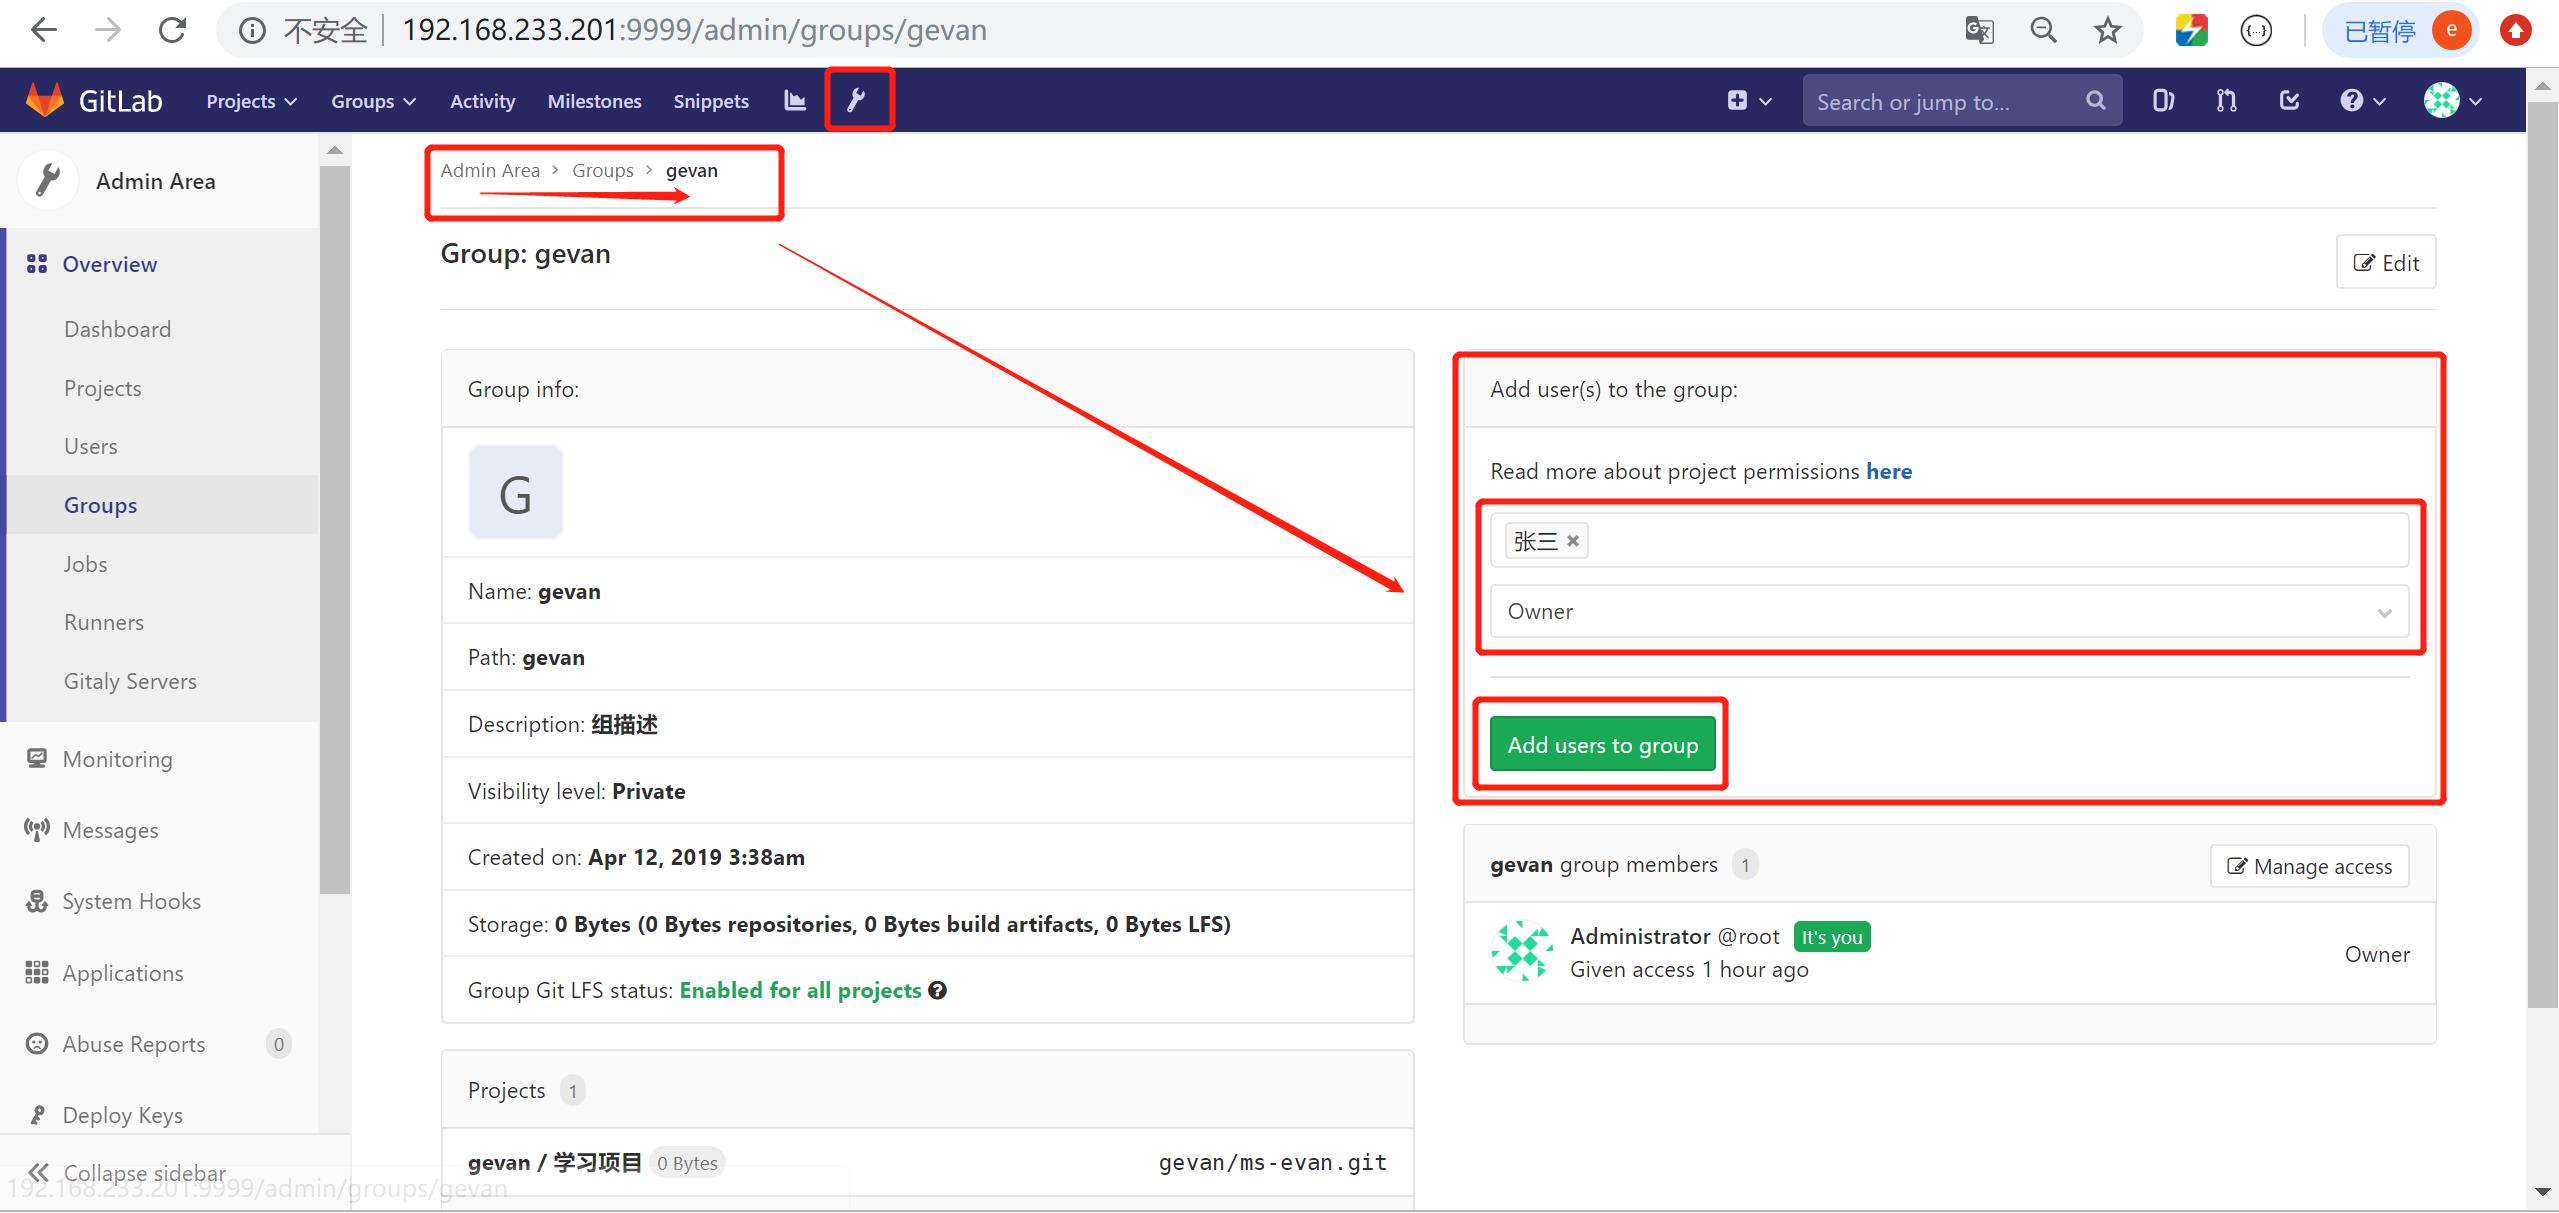 不安全 192.168.233.201:9999/admin/groups/gevan 已暂停 e
GitLab Projects Groups Activity Milestones Snippets Search or jump to...
Admin Area
Overview
Dashboard
Projects
Users
Groups
Jobs
Runners
Gitaly Servers
Monitoring
Messages
System Hooks
Applications
Abuse Reports 0
Deploy Keys
Collapse sidebar
192.168.233.201:9999/admin/groups/gevan
Admin Area > Groups > gevan
Group: gevan
Edit
Group info:
G
Name: gevan
Path: gevan
Description: 组描述
Visibility level: Private
Created on: Apr 12, 2019 3:38am
Storage: 0 Bytes (0 Bytes repositories, 0 Bytes build artifacts, 0 Bytes LFS)
Group Git LFS status: Enabled for all projects
Projects 1
gevan / 学习项目 0 Bytes gevan/ms-evan.git
Add user(s) to the group:
Read more about project permissions here
张三 ×
Owner
Add users to group
gevan group members 1 Manage access
Administrator @root It's you
Given access 1 hour ago
Owner